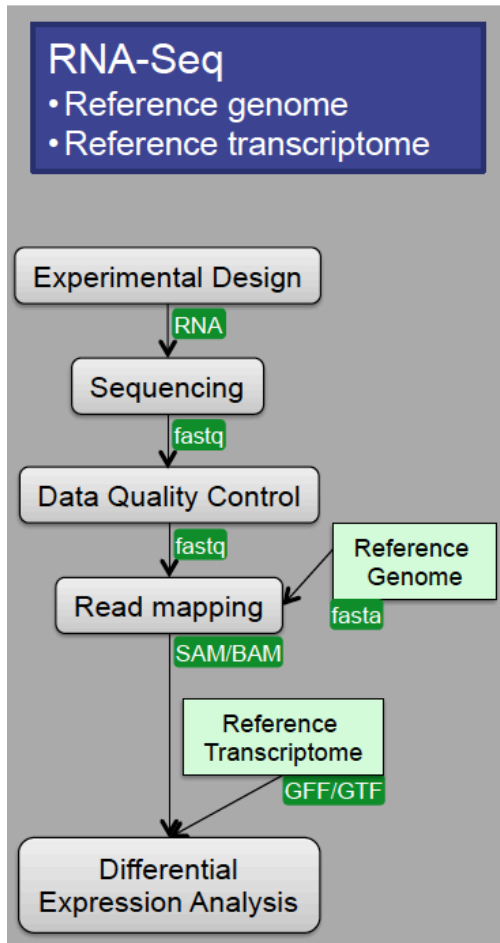 RNA-Seq
• Reference genome
• Reference transcriptome
Experimental Design
RNA
Sequencing
fastq
Data Quality Control
fastq
Reference
Genome
fasta
Read mapping
SAM/BAM
Reference
Transcriptome
GFF/GTF
Differential
Expression Analysis